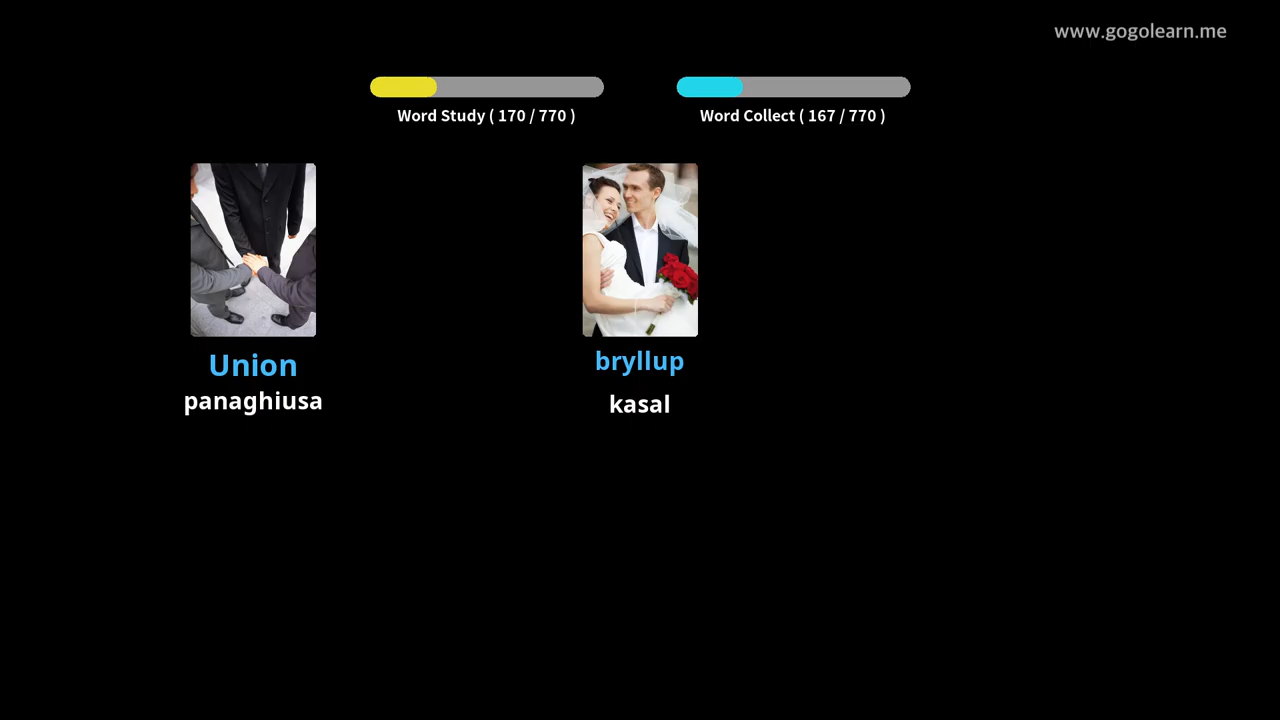 www.gogolearn.me
Word Study ( 170 / 770 )
Word Collect ( 167 / 770 )
Union
panaghiusa
bryllup
kasal